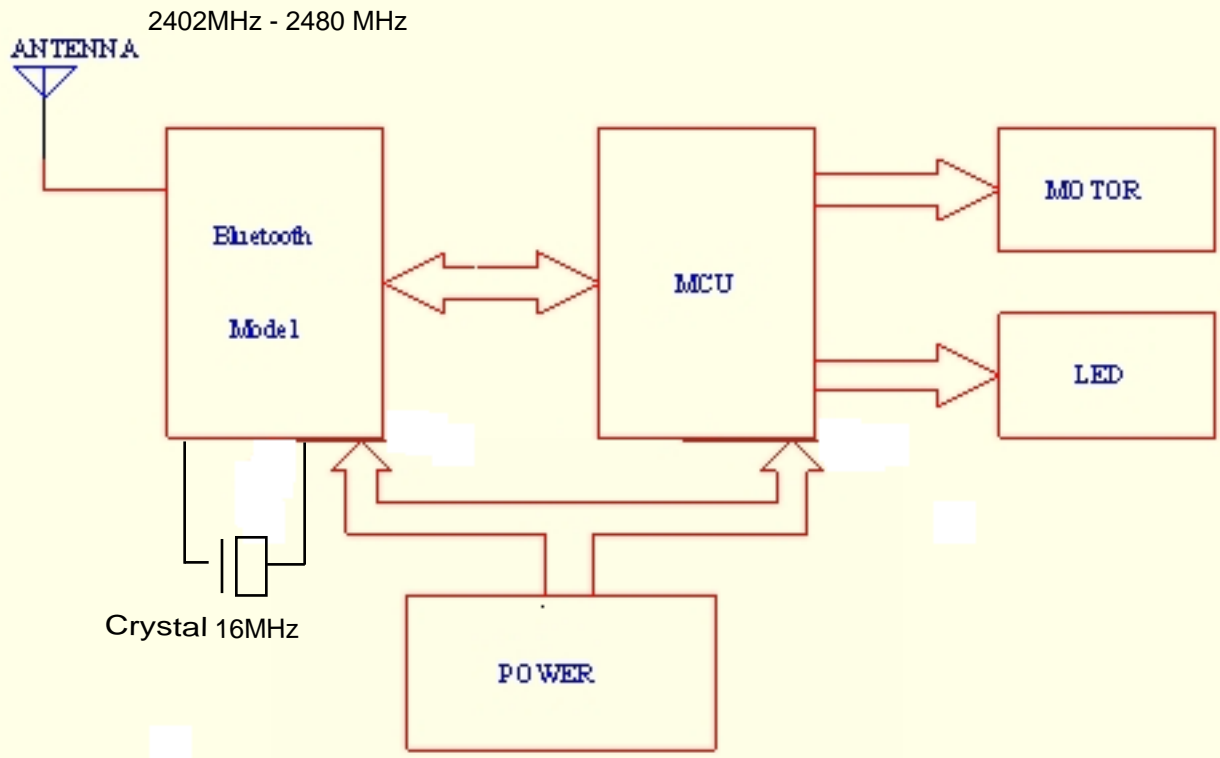 2402MHz - 2480 MHz
ANTENNA
Bluetooth
Model
MCU
MOTOR
LED
Crystal 16MHz
POWER